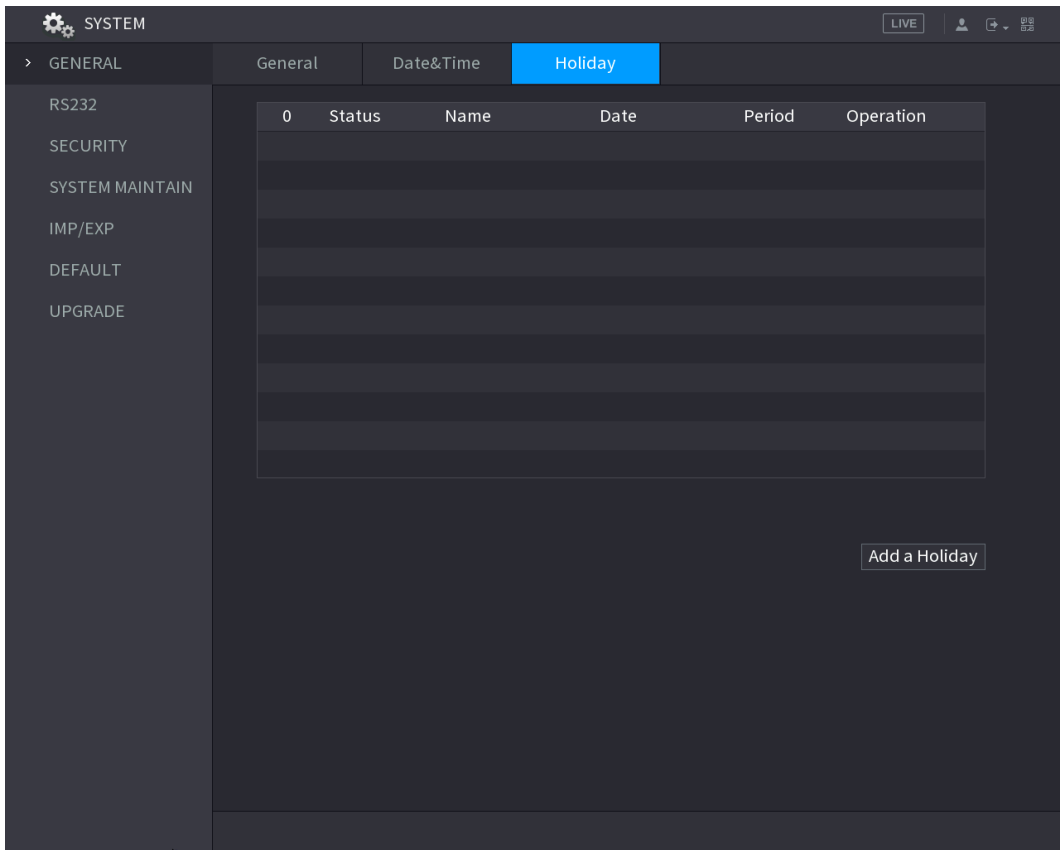 SYSTEM
LIVE
GENERAL
General
Date&Time
Holiday
RS232
SECURITY
SYSTEM MAINTAIN
IMP/EXP
DEFAULT
UPGRADE
0 Status Name Date Period Operation
Add a Holiday